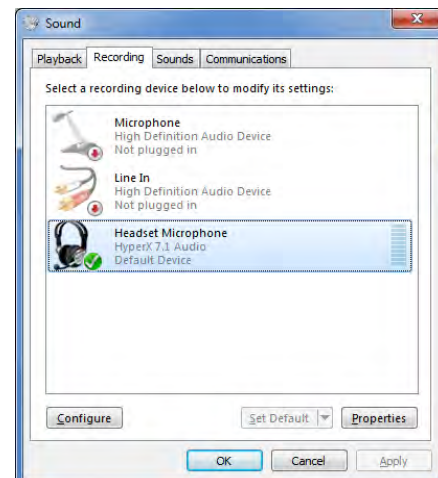 Sound
Playback Recording Sounds Communications
Select a recording device below to modify its settings:
Microphone
High Definition Audio Device
Not plugged in
Line In
High Definition Audio Device
Not plugged in
Headset Microphone
HyperX 7.1 Audio
Default Device
Configure Set Default Properties
OK Cancel Apply